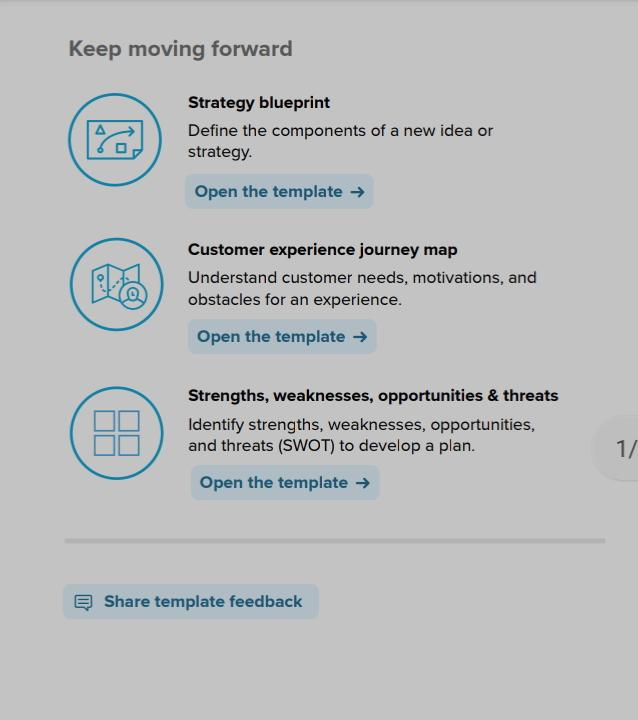 Keep moving forward
Strategy blueprint
Define the components of a new idea or
strategy.
Open the template →
Customer experience journey map
Understand customer needs, motivations, and
obstacles for an experience.
Open the template →
Strengths, weaknesses, opportunities & threats
Identify strengths, weaknesses, opportunities,
and threats (SWOT) to develop a plan.
1/
Open the template →
Share template feedback